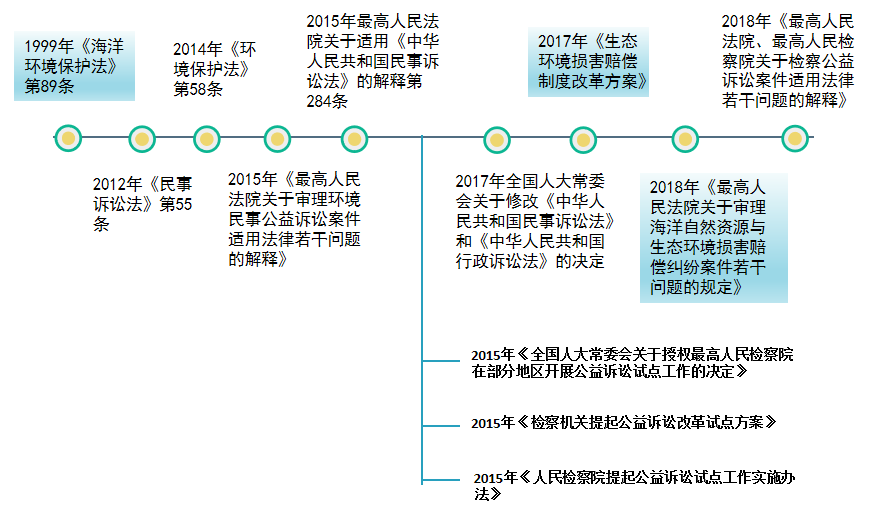 1999年《海洋
环境保护法》
第89条
2014年《环
境保护法》
第58条
2015年最高人民法
院关于适用《中华
人民共和国民事诉
讼法》的解释第
284条
2017年《生态
环境损害赔偿
制度改革方案》
2018年《最高人民
法院、最高人民检
察院关于检察公益
诉讼案件适用法律
若干问题的解释》
2012年《民事
诉讼法》第55
条
2015年《最高人民
法院关于审理环境
民事公益诉讼案件
适用法律若干问题
的解释》
2017年全国人大常委
会关于修改《中华人
民共和国民事诉讼法》
和《中华人民共和国
行政诉讼法》的决定
2018年《最高人
民法院关于审理
海洋自然资源与
生态环境损害赔
偿纠纷案件若干
问题的规定》
2015年《全国人大常委会关于授权最高人民检察院
在部分地区开展公益诉讼试点工作的决定》
2015年《检察机关提起公益诉讼改革试点方案》
2015年《人民检察院提起公益诉讼试点工作实施办
法》